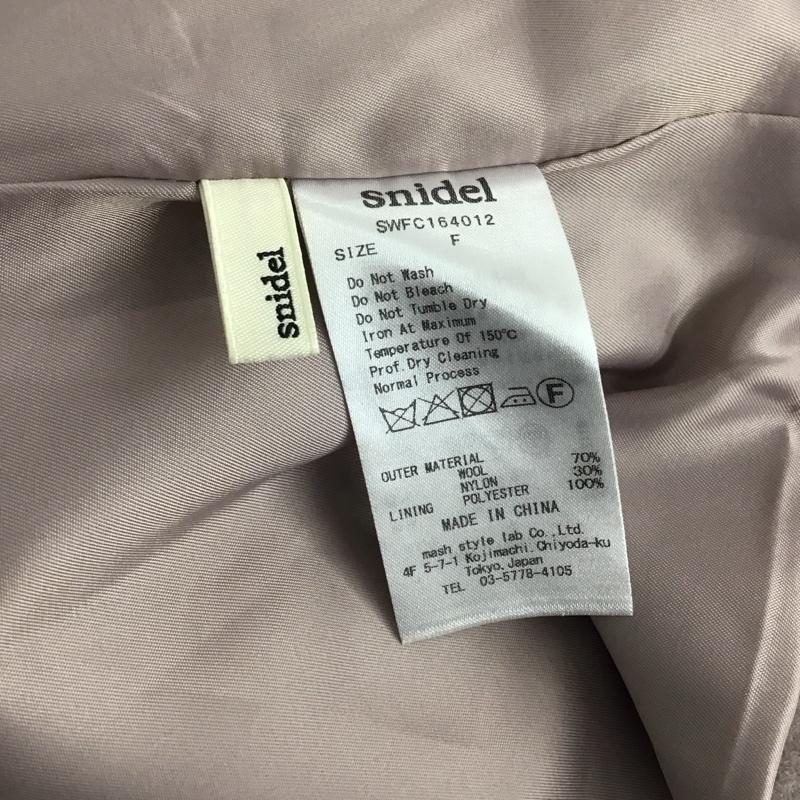 snidel
snidel
SWFC164012
SIZE F
Do Not Wash
Do Not Bleach
Do Not Tumble Dry
Iron At Maximum
Temperature Of 150℃
Prof.Dry Cleaning
Normal Process
F
OUTER MATERIAL
WOOL 70%
NYLON 30%
LINING POLYESTER 100%
MADE IN CHINA
mash style lab Co.,Ltd.
4F 5-7-1 Kojimachi.Chiyoda-ku
Tokyo.Japan
TEL 03-5778-4105